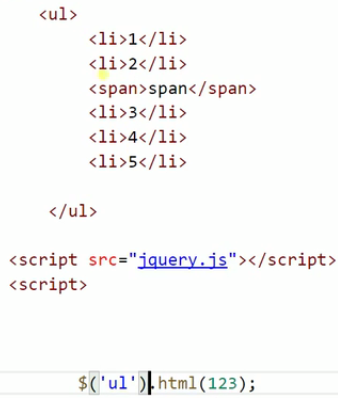 <ul>
<li>1</li>
<li>2</li>
<span>span</span>
<li>3</li>
<li>4</li>
<li>5</li>
</ul>
<script src="jquery.js"></script>
<script>
$('ul').html(123);